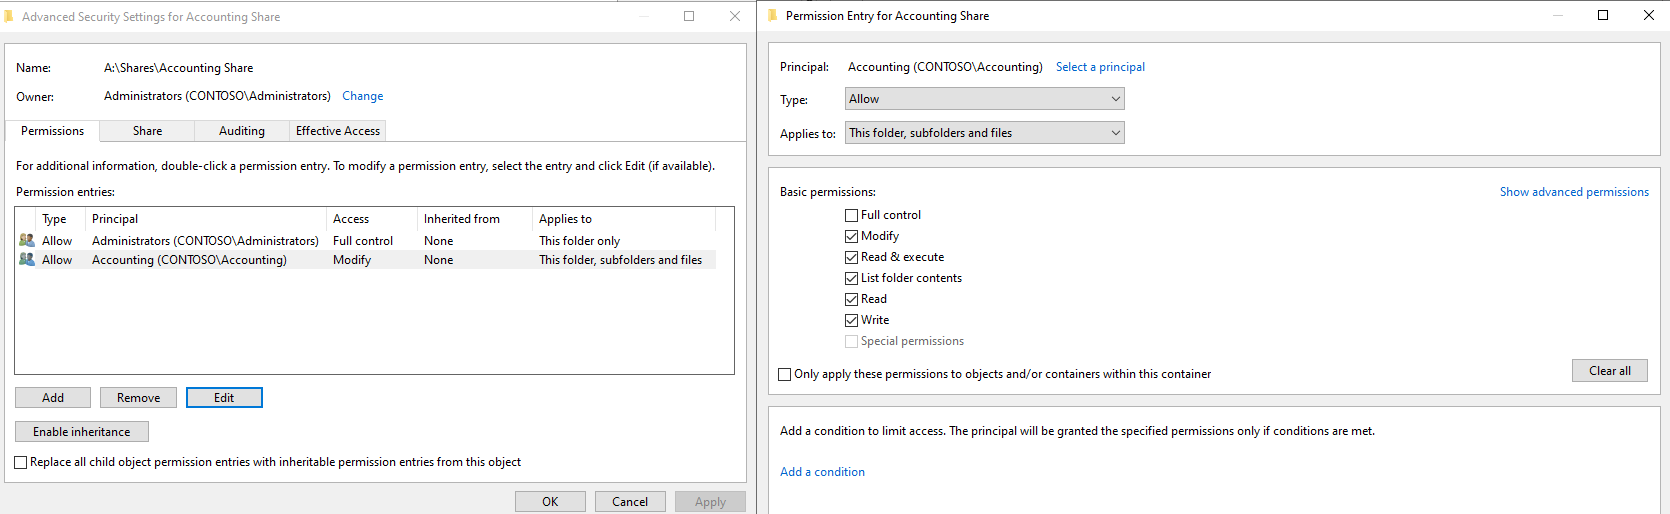 Advanced Security Settings for Accounting Share
Name: A:\Shares\Accounting Share
Owner: Administrators (CONTOSO\Administrators) Change
Permissions Share Auditing Effective Access
For additional information, double-click a permission entry. To modify a permission entry, select the entry and click Edit (if available).
Permission entries:
Type Principal Access Inherited from Applies to
Allow Administrators (CONTOSO\Administrators) Full control None This folder only
Allow Accounting (CONTOSO\Accounting) Modify None This folder, subfolders and files
Add Remove Edit
Enable inheritance
Replace all child object permission entries with inheritable permission entries from this object
OK Cancel Apply
Permission Entry for Accounting Share
Principal: Accounting (CONTOSO\Accounting) Select a principal
Type: Allow
Applies to: This folder, subfolders and files
Basic permissions: Show advanced permissions
Full control
Modify
Read & execute
List folder contents
Read
Write
Special permissions
Only apply these permissions to objects and/or containers within this container Clear all
Add a condition to limit access. The principal will be granted the specified permissions only if conditions are met.
Add a condition